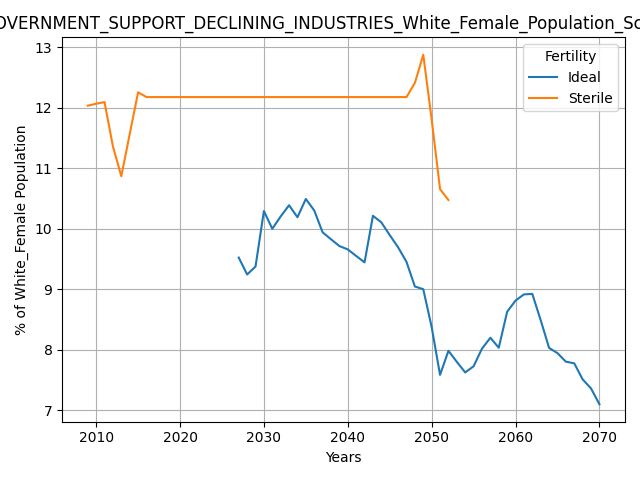 OVERNMENT_SUPPORT_DECLINING_INDUSTRIES_White_Female_Population_Sc
Fertility
Ideal
Sterile
% of White_Female Population
13
12
11
10
9
8
7
2010 2020 2030 2040 2050 2060 2070
Years